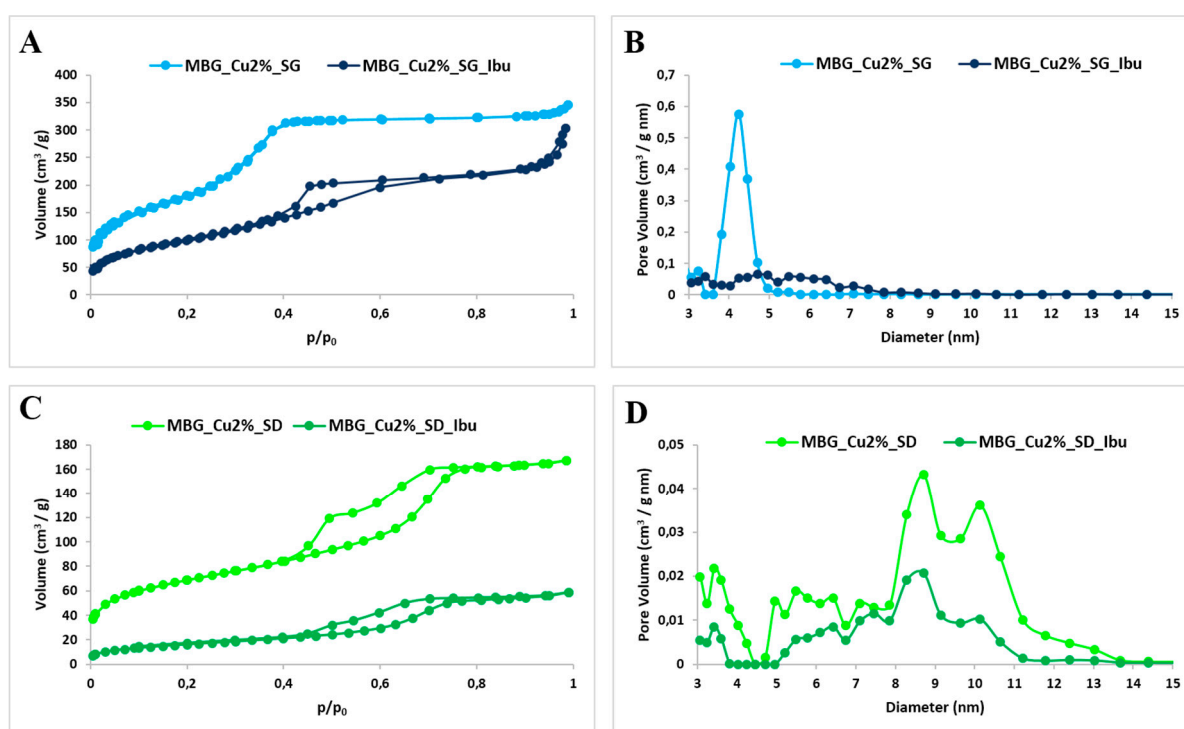 A
MBG_Cu2%_SG MBG_Cu2%_SG_Ibu
Volume (cm³ /g)
400
350
300
250
200
150
100
50
0
0 0,2 0,4 0,6 0,8 1
p/p₀
B
MBG_Cu2%_SG MBG_Cu2%_SG_Ibu
Pore Volume (cm³ / g nm)
0,7
0,6
0,5
0,4
0,3
0,2
0,1
0
3 4 5 6 7 8 9 10 11 12 13 14 15
Diameter (nm)
C
MBG_Cu2%_SD MBG_Cu2%_SD_Ibu
Volume (cm³ / g)
180
160
140
120
100
80
60
40
20
0
0 0,2 0,4 0,6 0,8 1
p/p₀
D
MBG_Cu2%_SD MBG_Cu2%_SD_Ibu
Pore Volume (cm³ / g nm)
0,05
0,04
0,03
0,02
0,01
0
3 4 5 6 7 8 9 10 11 12 13 14 15
Diameter (nm)